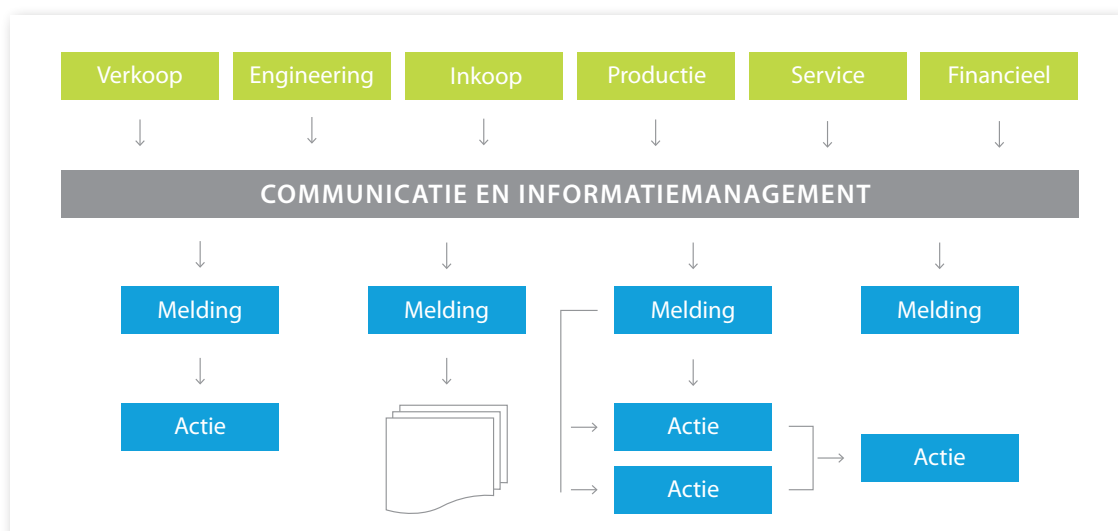 Verkoop
Engineering
Inkoop
Productie
Service
Financieel
COMMUNICATIE EN INFORMATIEMANAGEMENT
Melding
Melding
Melding
Melding
Actie
Actie
Actie
Actie